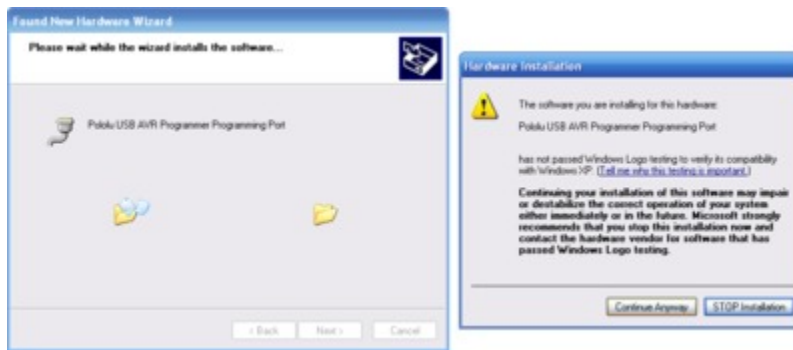 Found New Hardware Wizard
Please wait while the wizard installs the software...
Pololu USB AVR Programmer Programming Port
< Back
Next >
Cancel
Hardware Installation
The software you are installing for this hardware:
Pololu USB AVR Programmer Programming Port
has not passed Windows Logo testing to verify its compatibility
with Windows XP. (Tell me why this testing is important.)
Continuing your installation of this software may impair
or destabilize the correct operation of your system
either immediately or in the future. Microsoft strongly
recommends that you stop this installation now and
contact the hardware vendor for software that has
passed Windows Logo testing.
Continue Anyway
STOP Installation